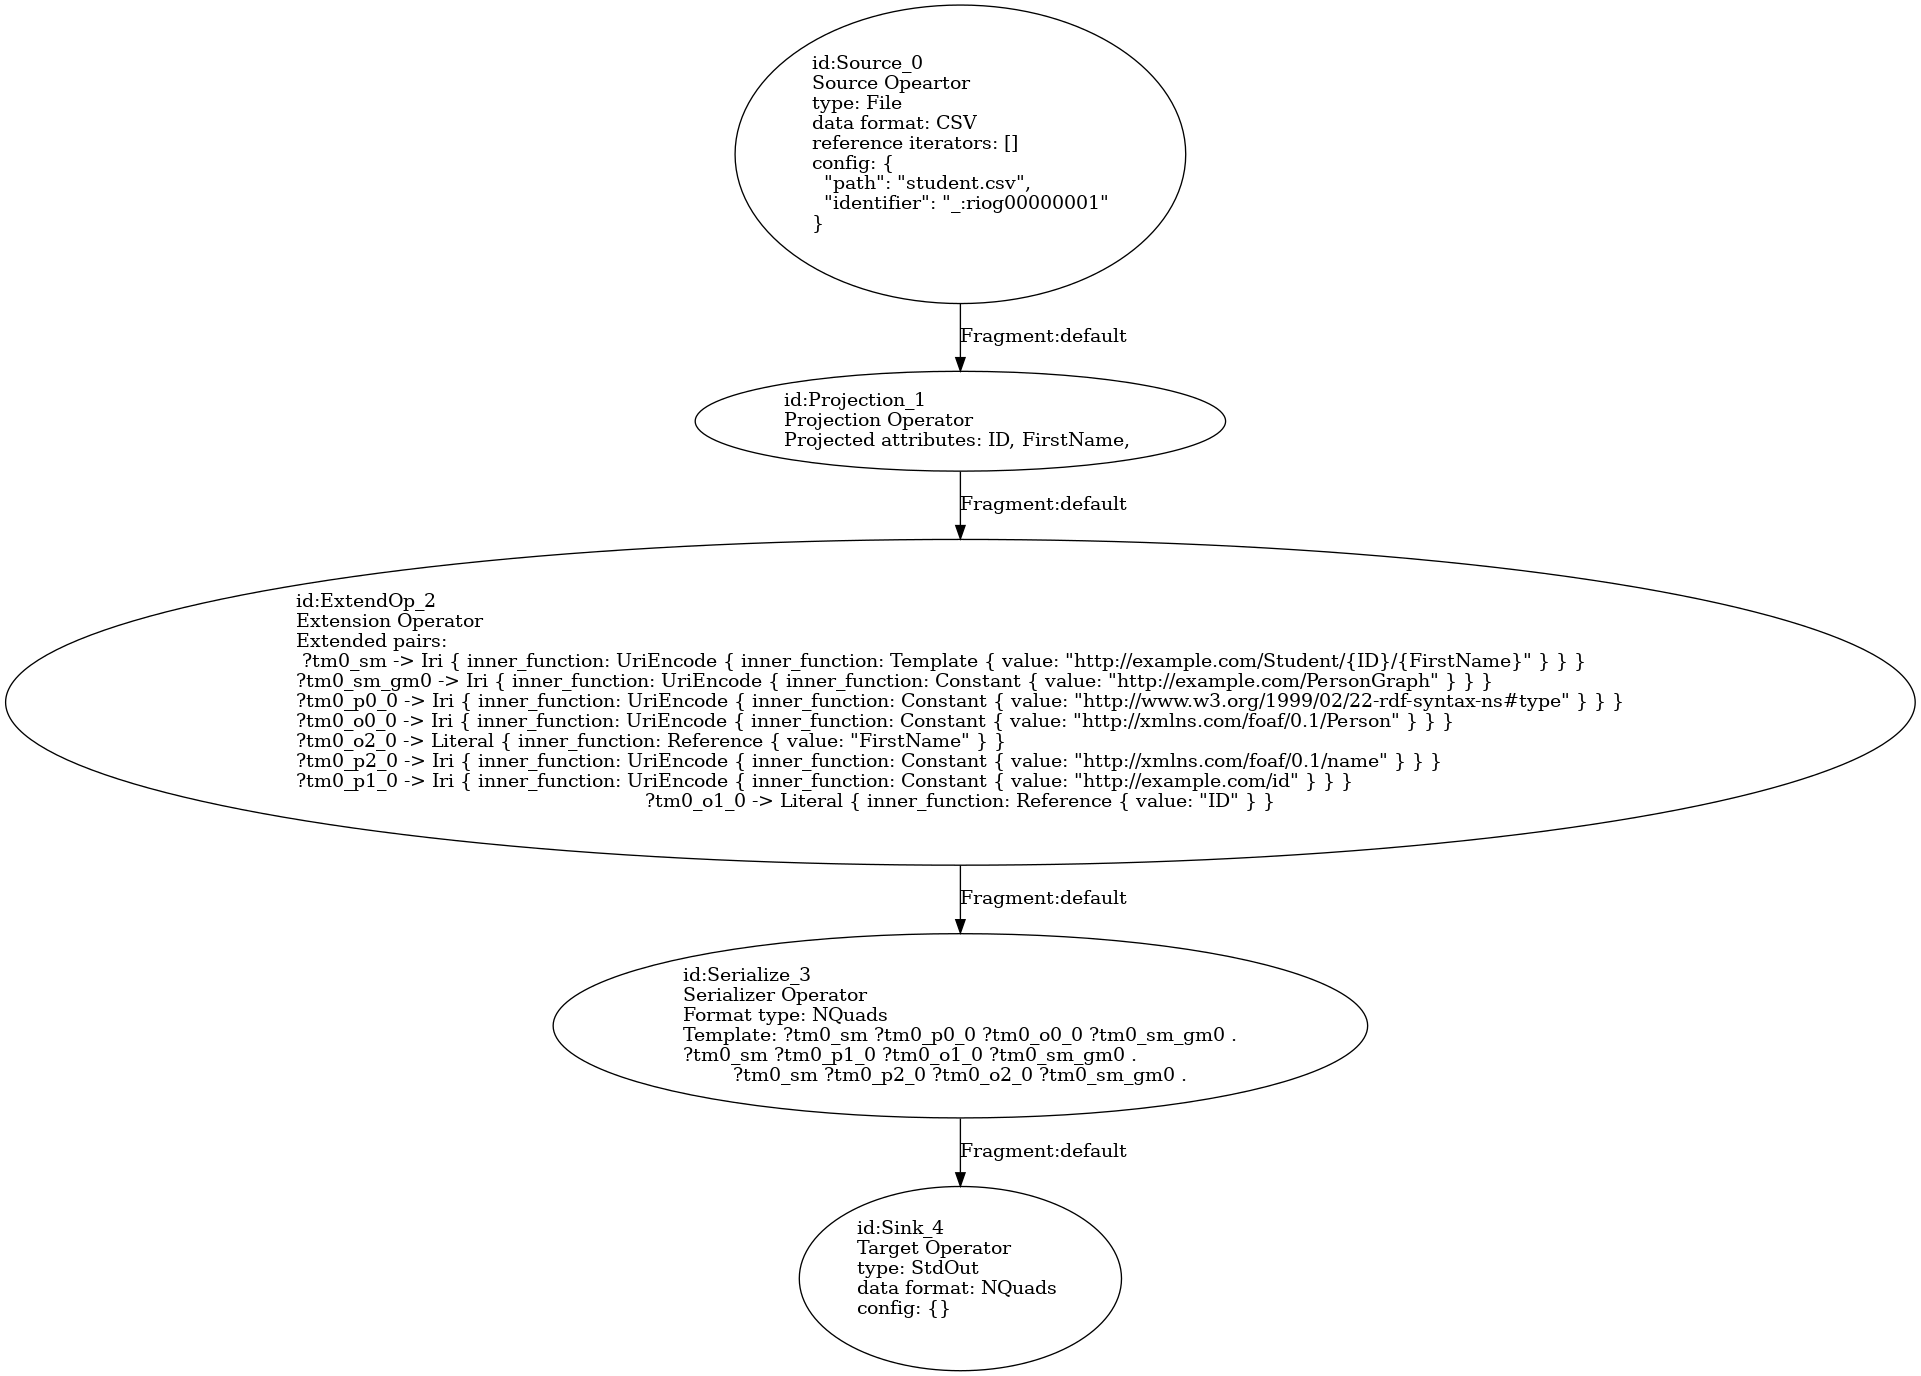 id:Source_0
Source Opeartor
type: File
data format: CSV
reference iterators: []
config: {
  "path": "student.csv",
  "identifier": "_:riog00000001"
}
Fragment:default
id:Projection_1
Projection Operator
Projected attributes: ID, FirstName,
Fragment:default
id:ExtendOp_2
Extension Operator
Extended pairs:
?tm0_sm -> Iri { inner_function: UriEncode { inner_function: Template { value: "http://example.com/Student/{ID}/{FirstName}" } } }
?tm0_sm_gm0 -> Iri { inner_function: UriEncode { inner_function: Constant { value: "http://example.com/PersonGraph" } } }
?tm0_p0_0 -> Iri { inner_function: UriEncode { inner_function: Constant { value: "http://www.w3.org/1999/02/22-rdf-syntax-ns#type" } } }
?tm0_o0_0 -> Iri { inner_function: UriEncode { inner_function: Constant { value: "http://xmlns.com/foaf/0.1/Person" } } }
?tm0_o2_0 -> Literal { inner_function: Reference { value: "FirstName" } }
?tm0_p2_0 -> Iri { inner_function: UriEncode { inner_function: Constant { value: "http://xmlns.com/foaf/0.1/name" } } }
?tm0_p1_0 -> Iri { inner_function: UriEncode { inner_function: Constant { value: "http://example.com/id" } } }
?tm0_o1_0 -> Literal { inner_function: Reference { value: "ID" } }
Fragment:default
id:Serialize_3
Serializer Operator
Format type: NQuads
Template: ?tm0_sm ?tm0_p0_0 ?tm0_o0_0 ?tm0_sm_gm0 .
?tm0_sm ?tm0_p1_0 ?tm0_o1_0 ?tm0_sm_gm0 .
?tm0_sm ?tm0_p2_0 ?tm0_o2_0 ?tm0_sm_gm0 .
Fragment:default
id:Sink_4
Target Operator
type: StdOut
data format: NQuads
config: {}